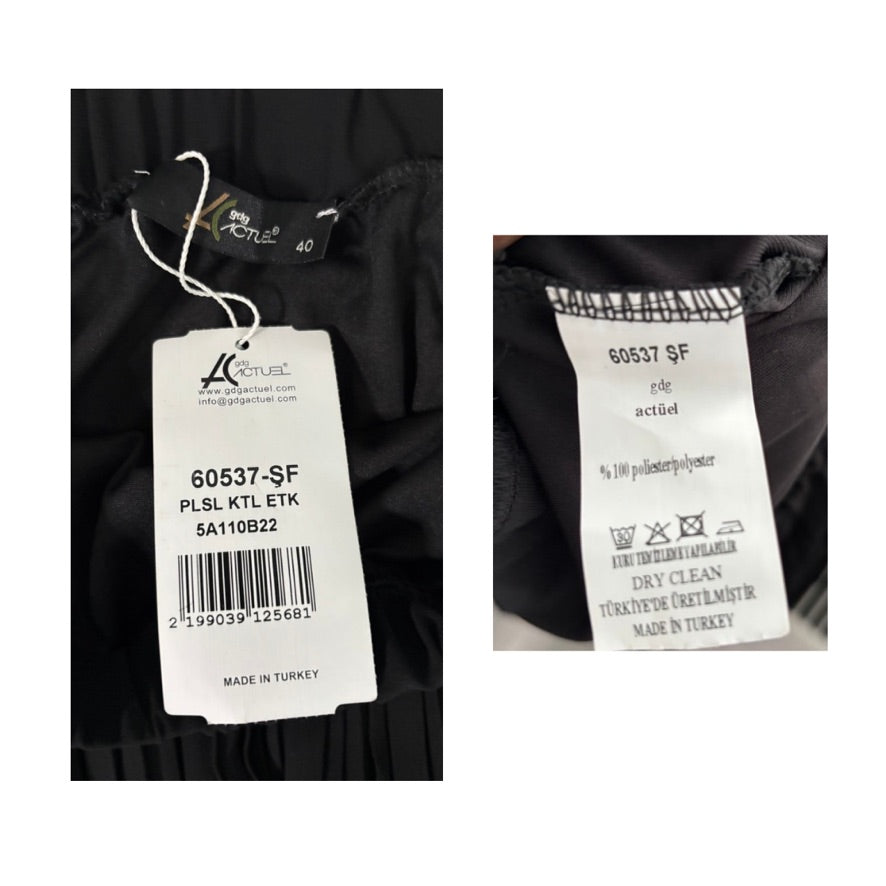 gdg
ACTUEL®
40
gdg
ACTUEL®
www.gdgactuel.com
info@gdgactuel.com
60537-ŞF
PLSL KTL ETK
5A110B22
2 199039 125681
MADE IN TURKEY
60537 ŞF
gdg
actüel
% 100 poliester/polyester
30
KURU TEMİZLEME YAPILABİLİR
DRY CLEAN
TÜRKİYE'DE ÜRETİLMİŞTİR
MADE İN TURKEY